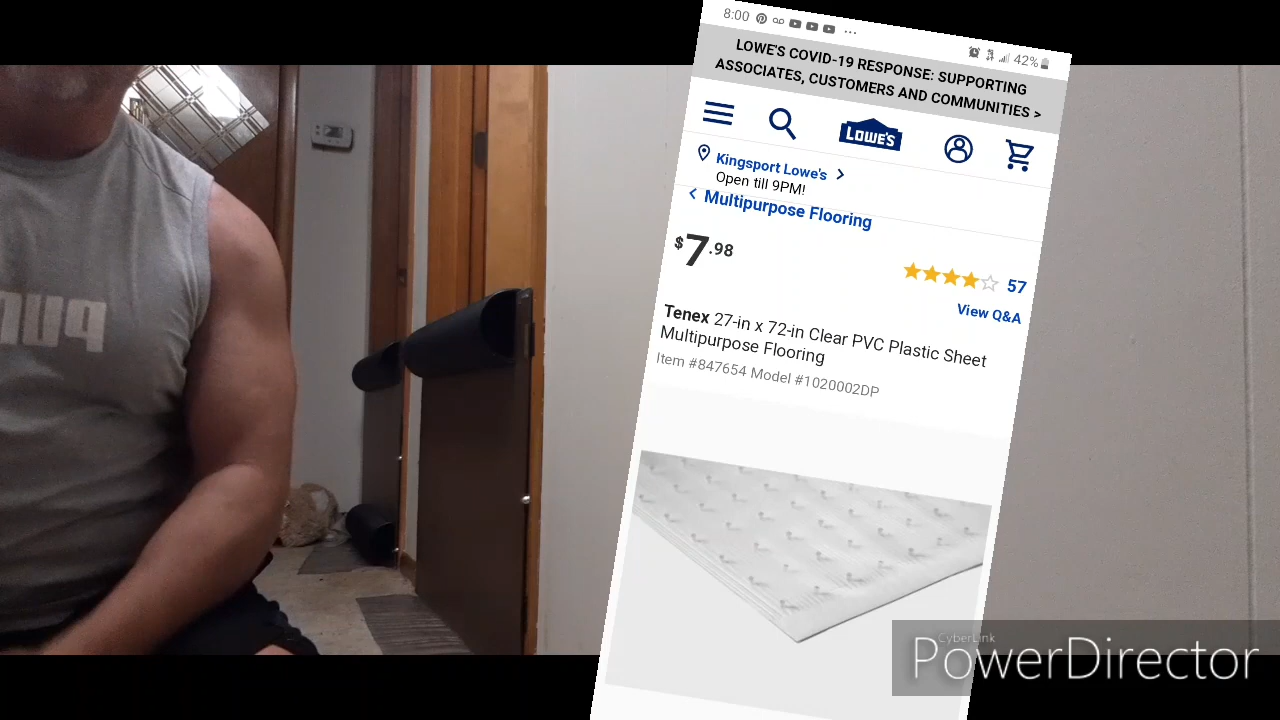 8:00
42%
LOWE'S COVID-19 RESPONSE: SUPPORTING
ASSOCIATES, CUSTOMERS AND COMMUNITIES >
LOWE'S
Kingsport Lowe's >
Open till 9PM!
< Multipurpose Flooring
$7.98
57
View Q&A
Tenex 27-in x 72-in Clear PVC Plastic Sheet
Multipurpose Flooring
Item #847654 Model #1020002DP
PUMA
CyberLink
PowerDirector